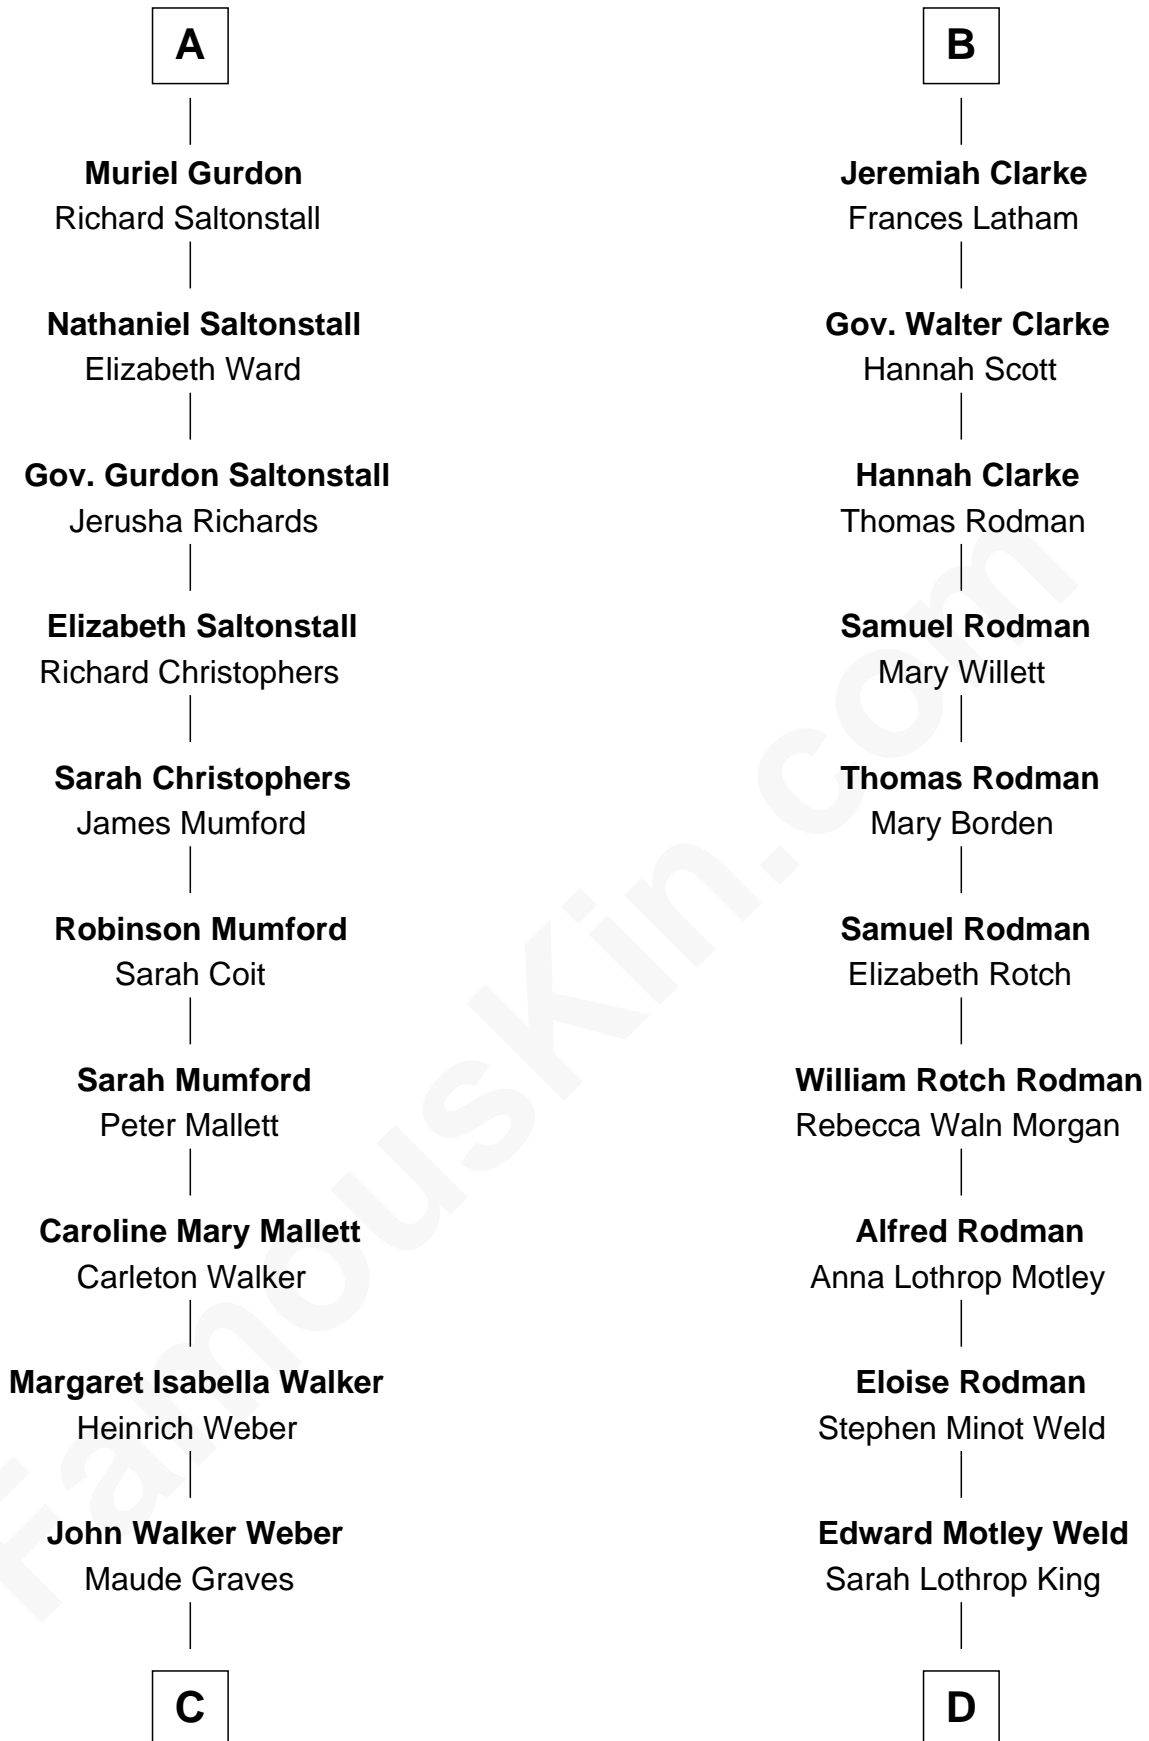 A
Muriel Gurdon
Richard Saltonstall
Nathaniel Saltonstall
Elizabeth Ward
Gov. Gurdon Saltonstall
Jerusha Richards
Elizabeth Saltonstall
Richard Christophers
Sarah Christophers
James Mumford
Robinson Mumford
Sarah Coit
Sarah Mumford
Peter Mallett
Caroline Mary Mallett
Carleton Walker
Margaret Isabella Walker
Heinrich Weber
John Walker Weber
Maude Graves
C
B
Jeremiah Clarke
Frances Latham
Gov. Walter Clarke
Hannah Scott
Hannah Clarke
Thomas Rodman
Samuel Rodman
Mary Willett
Thomas Rodman
Mary Borden
Samuel Rodman
Elizabeth Rotch
William Rotch Rodman
Rebecca Waln Morgan
Alfred Rodman
Anna Lothrop Motley
Eloise Rodman
Stephen Minot Weld
Edward Motley Weld
Sarah Lothrop King
D
FamousKin.com